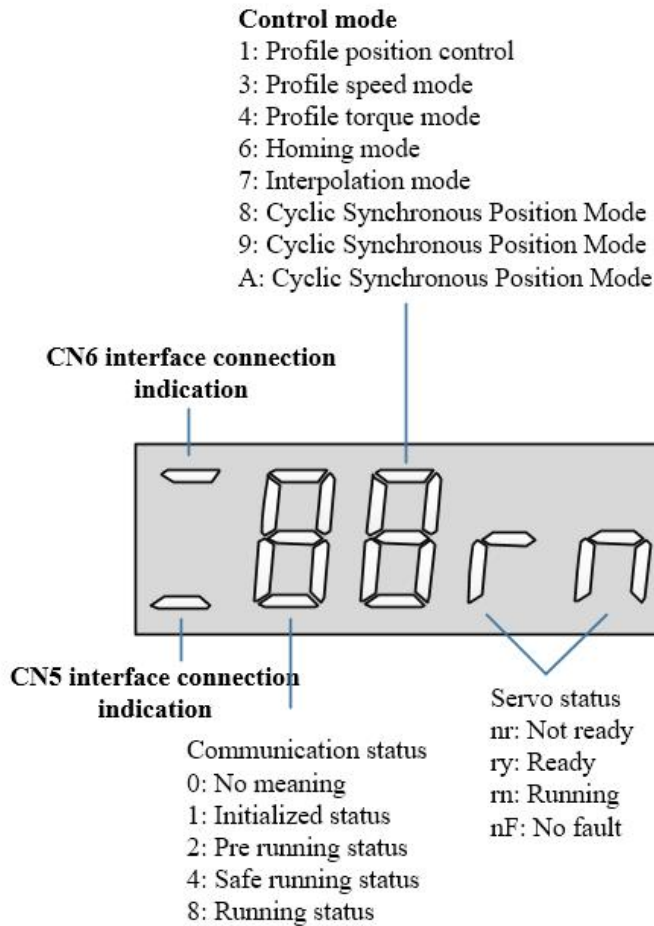 Control mode
1: Profile position control
3: Profile speed mode
4: Profile torque mode
6: Homing mode
7: Interpolation mode
8: Cyclic Synchronous Position Mode
9: Cyclic Synchronous Position Mode
A: Cyclic Synchronous Position Mode
CN6 interface connection
indication
88rn
CN5 interface connection
indication
Communication status
0: No meaning
1: Initialized status
2: Pre running status
4: Safe running status
8: Running status
Servo status
nr: Not ready
ry: Ready
rn: Running
nF: No fault